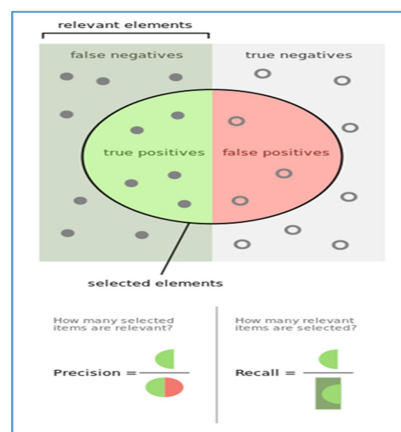 relevant elements
false negatives
true negatives
true positives
false positives
selected elements
How many selected
items are relevant?
Precision =
How many relevant
items are selected?
Recall =